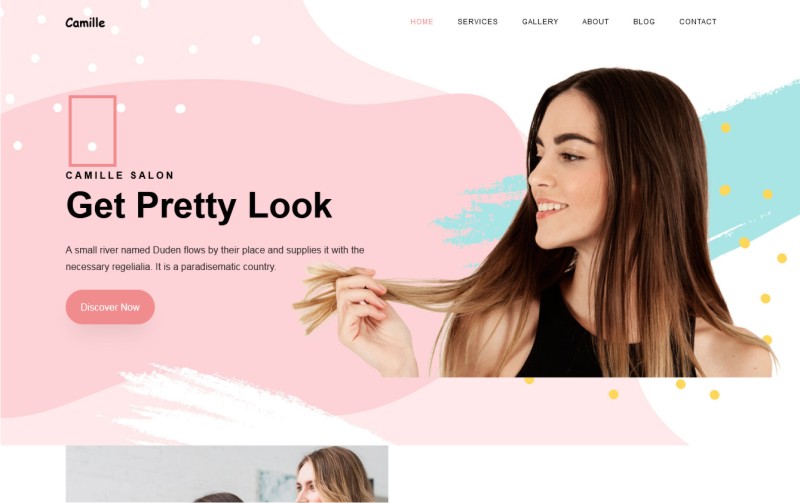 Camille
HOME SERVICES GALLERY ABOUT BLOG CONTACT
CAMILLE SALON
Get Pretty Look
A small river named Duden flows by their place and supplies it with the
necessary regelialia. It is a paradisematic country.
Discover Now